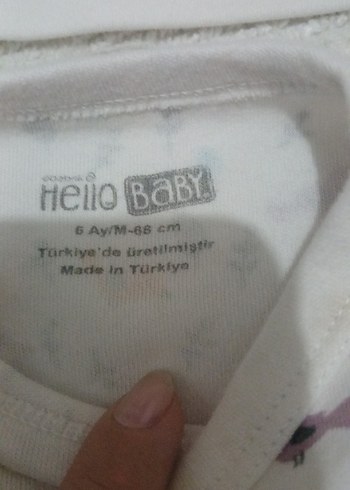 Hello BaBY.
6 Ay/M-68 cm
Türkiye'de üretilmiştir
Made in Türkiye